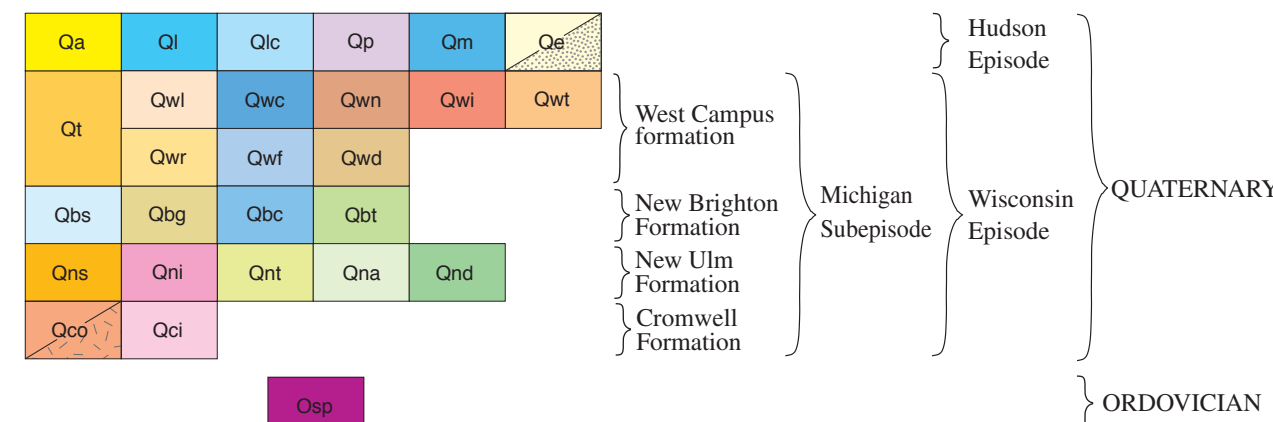 Qa Ql Qlc Qp Qm Qe
Hudson
Episode
Qt Qwl Qwc Qwn Qwi Qwt
Qwr Qwf Qwd
West Campus
formation
Qbs Qbg Qbc Qbt
New Brighton
Formation
Qns Qni Qnt Qna Qnd
New Ulm
Formation
Qco Qci
Cromwell
Formation
Michigan
Subepisode
Wisconsin
Episode
QUATERNARY
Osp
ORDOVICIAN